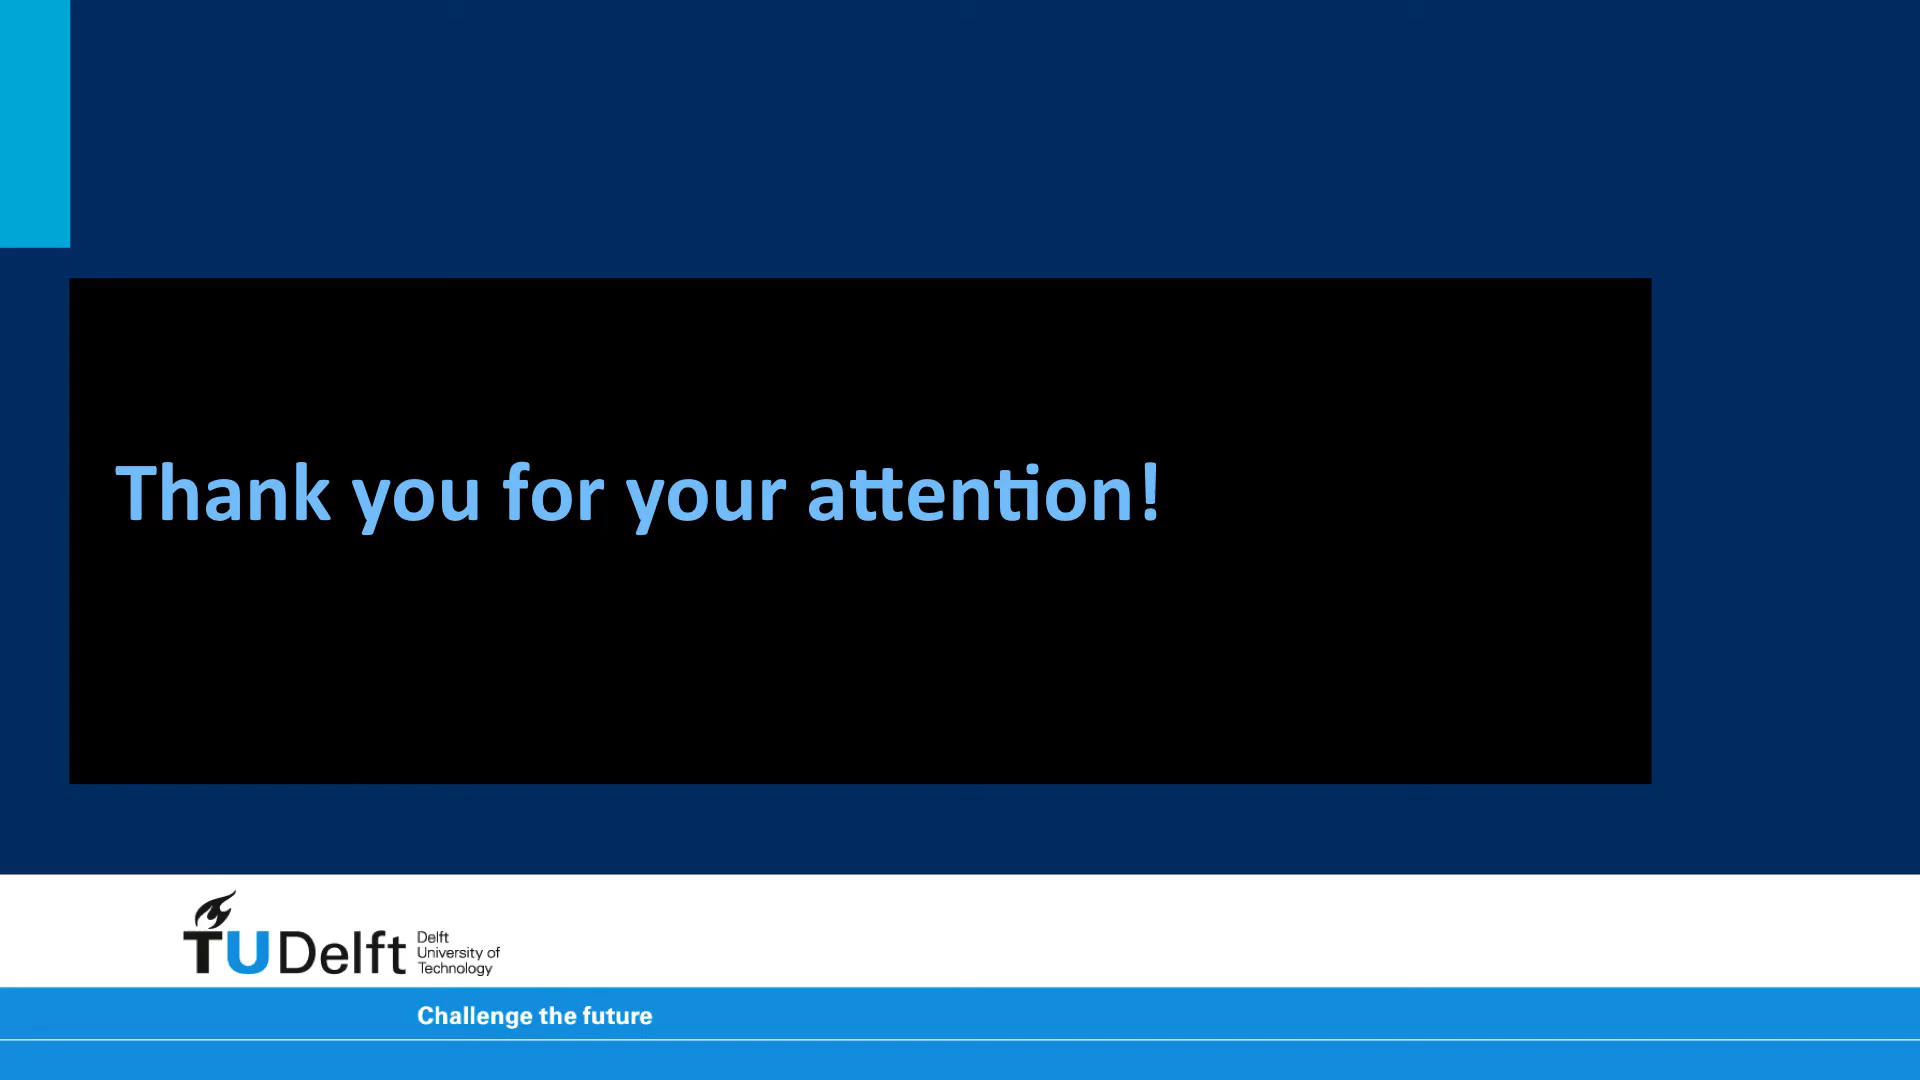 Thank you for your attention!
TUDelft
Delft
University of
Technology
Challenge the future